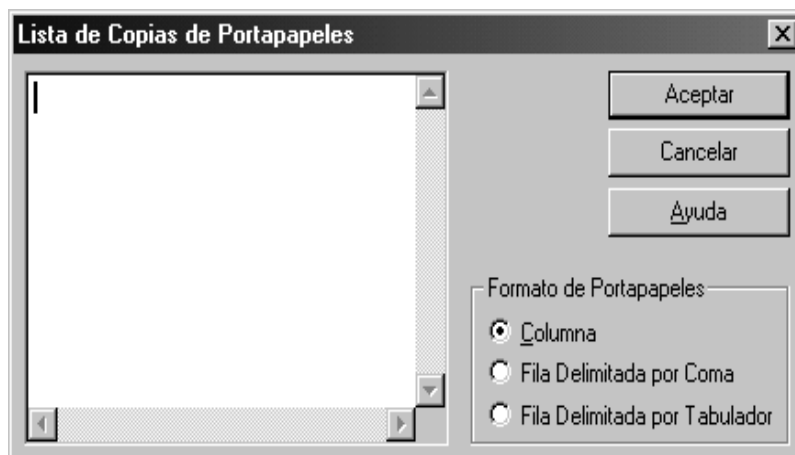 Lista de Copias de Portapapeles
Aceptar
Cancelar
Ayuda
Formato de Portapapeles
Columna
Fila Delimitada por Coma
Fila Delimitada por Tabulador